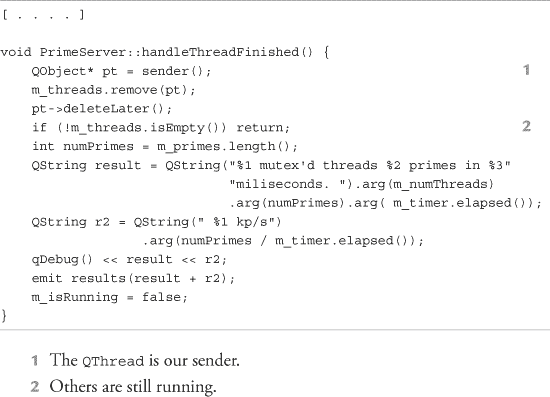 [ . . . . ]
void PrimeServer::handleThreadFinished() {
    QObject* pt = sender();                                        1
    m_threads.remove(pt);
    pt->deleteLater();
    if (!m_threads.isEmpty()) return;                              2
    int numPrimes = m_primes.length();
    QString result = QString("%1 mutex'd threads %2 primes in %3"
                             "miliseconds. ").arg(m_numThreads)
                             .arg(numPrimes).arg( m_timer.elapsed());
    QString r2 = QString(" %1 kp/s")
                  .arg(numPrimes / m_timer.elapsed());
    qDebug() << result << r2;
    emit results(result + r2);
    m_isRunning = false;
}
1 The QThread is our sender.
2 Others are still running.